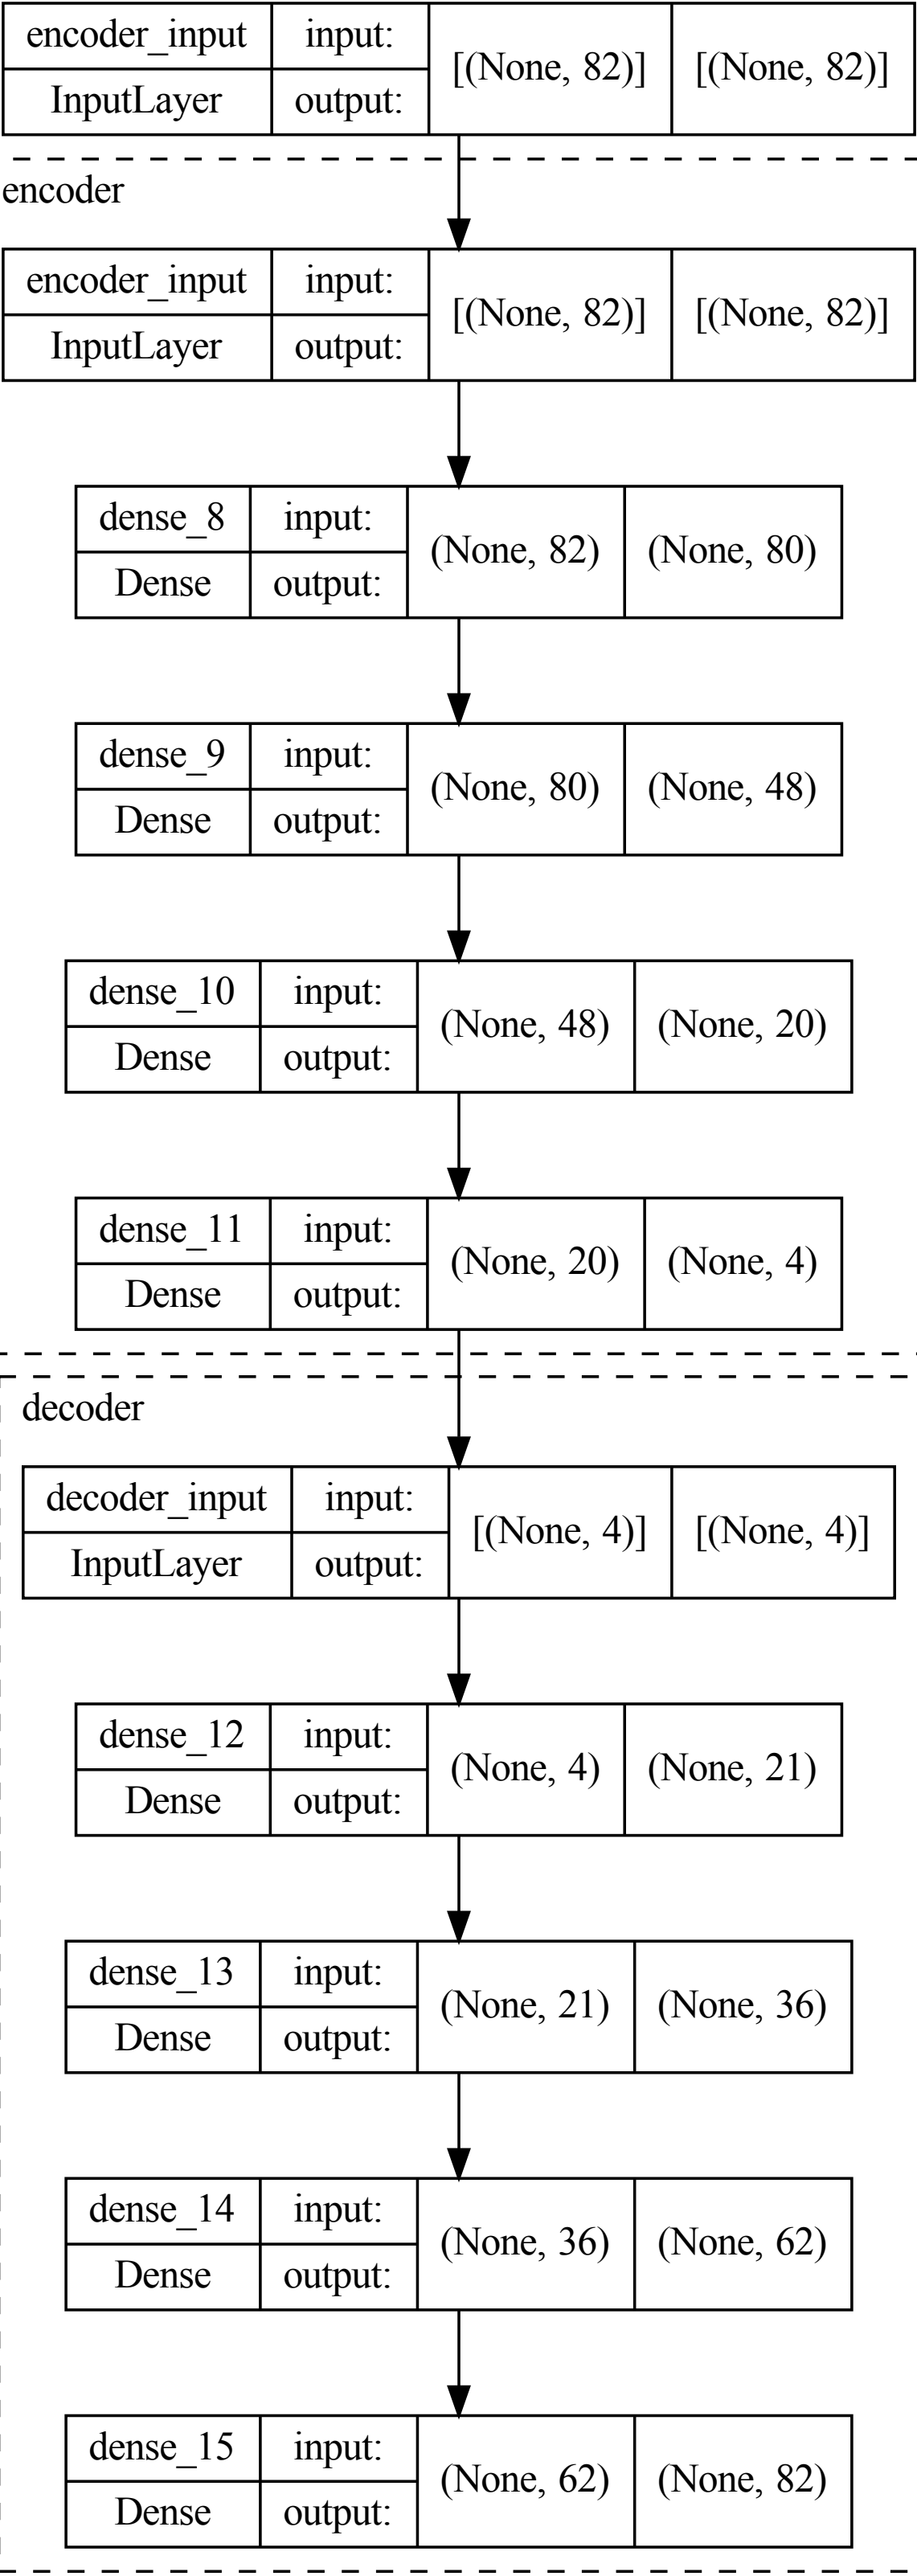 encoder_input input: [(None, 82)] [(None, 82)]
InputLayer output:
encoder
encoder_input input: [(None, 82)] [(None, 82)]
InputLayer output:
dense_8 input: (None, 82) (None, 80)
Dense output:
dense_9 input: (None, 80) (None, 48)
Dense output:
dense_10 input: (None, 48) (None, 20)
Dense output:
dense_11 input: (None, 20) (None, 4)
Dense output:
decoder
decoder_input input: [(None, 4)] [(None, 4)]
InputLayer output:
dense_12 input: (None, 4) (None, 21)
Dense output:
dense_13 input: (None, 21) (None, 36)
Dense output:
dense_14 input: (None, 36) (None, 62)
Dense output:
dense_15 input: (None, 62) (None, 82)
Dense output: